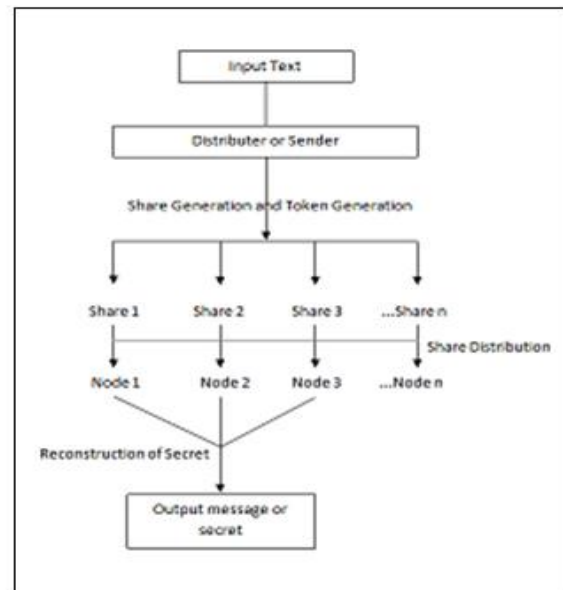 Input Text
Distributer or Sender
Share Generation and Token Generation
Share 1 Share 2 Share 3 ...Share n
Share Distribution
Node 1 Node 2 Node 3 ...Node n
Reconstruction of Secret
Output message or
secret